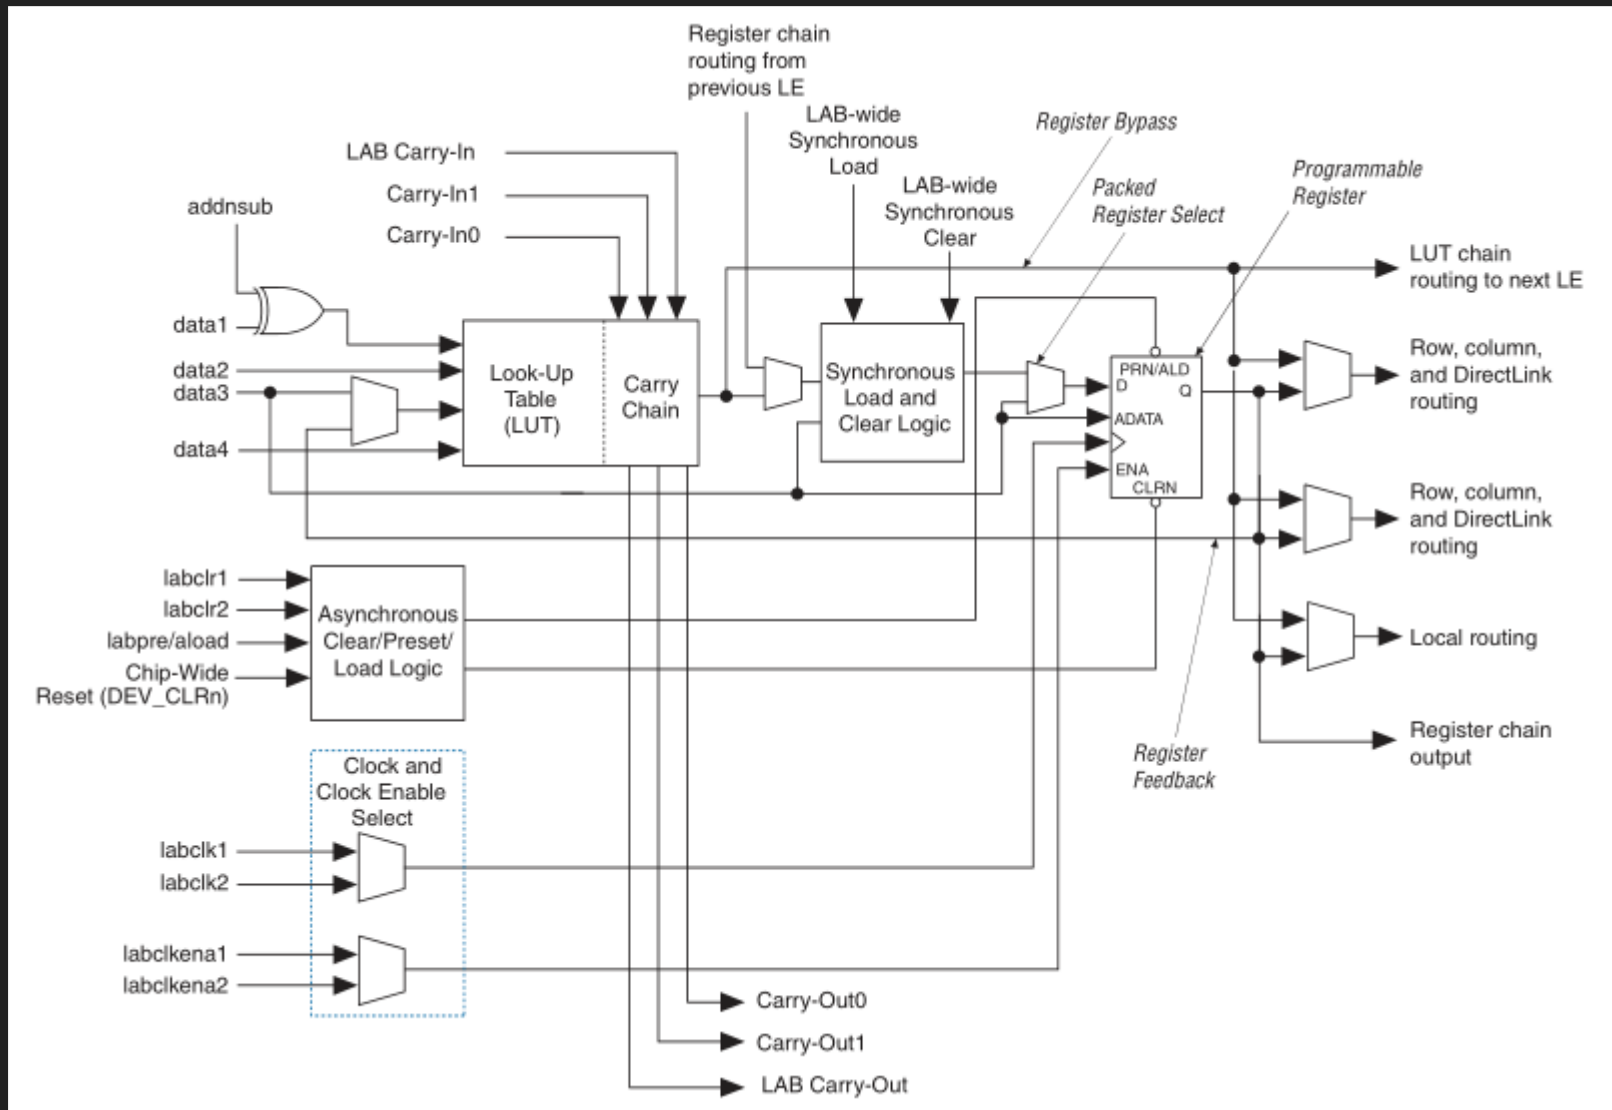 Register chain
routing from
previous LE
LAB-wide
Synchronous
Load
LAB-wide
Synchronous
Clear
Register Bypass
Packed
Register Select
Programmable
Register
LAB Carry-In
Carry-In1
Carry-In0
addnsub
data1
data2
data3
data4
Look-Up
Table
(LUT)
Carry
Chain
Synchronous
Load and
Clear Logic
PRN/ALD
D
Q
ADATA
ENA
CLRN
LUT chain
routing to next LE
Row, column,
and DirectLink
routing
Row, column,
and DirectLink
routing
Local routing
Register chain
output
Register
Feedback
labclr1
labclr2
labpre/aload
Chip-Wide
Reset (DEV_CLRn)
Asynchronous
Clear/Preset/
Load Logic
Clock and
Clock Enable
Select
labclk1
labclk2
labclkena1
labclkena2
Carry-Out0
Carry-Out1
LAB Carry-Out